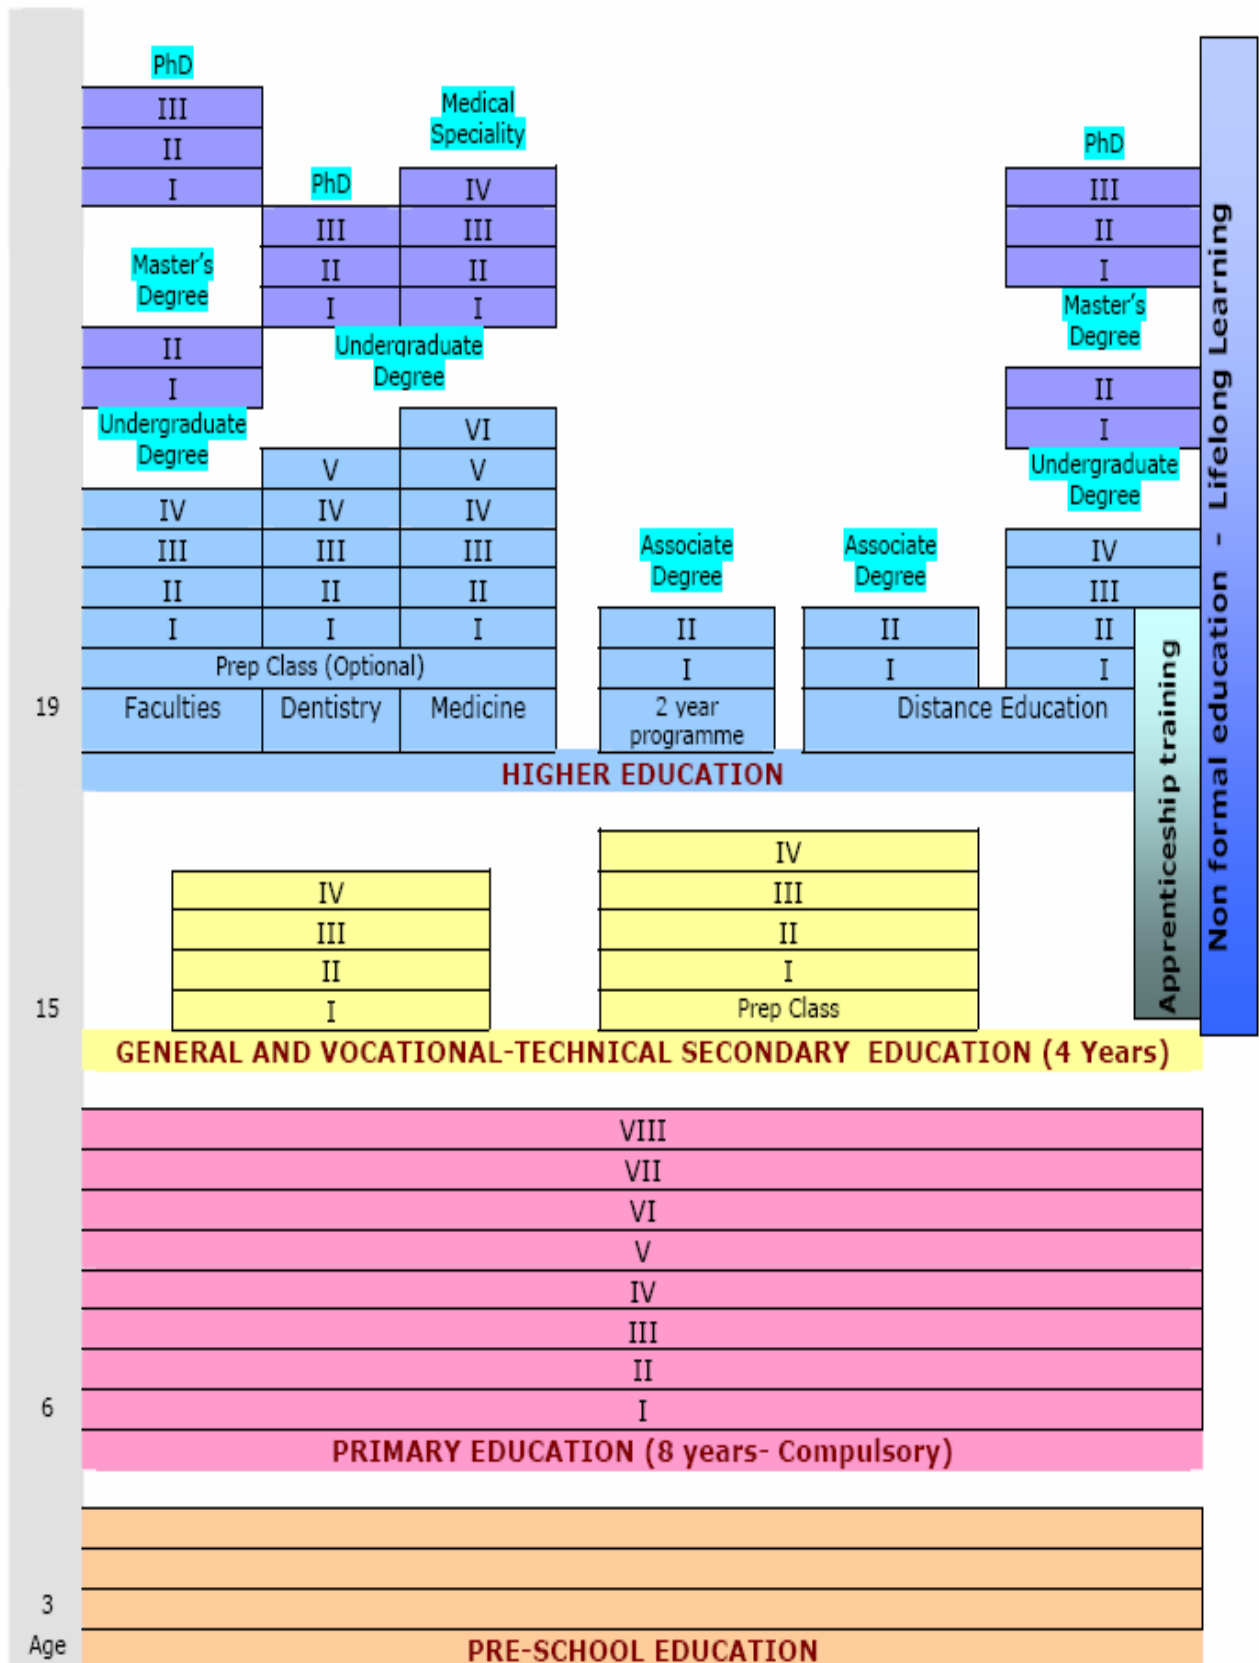 PhD
III
II
I
Master's
Degree
II
I
Undergraduate
Degree
IV
III
II
I
PhD
III
II
I
Medical
Speciality
IV
III
II
I
Undergraduate
Degree
V
IV
III
II
I
VI
V
IV
III
II
I
Prep Class (Optional)
19
Faculties
Dentistry
Medicine
Associate
Degree
II
I
2 year
programme
Associate
Degree
II
I
PhD
III
II
I
Master's
Degree
II
I
Undergraduate
Degree
IV
III
II
I
Distance Education
HIGHER EDUCATION
Apprenticeship training
Non formal education - Lifelong Learning
IV
III
II
I
IV
III
II
I
Prep Class
15
GENERAL AND VOCATIONAL-TECHNICAL SECONDARY EDUCATION (4 Years)
VIII
VII
VI
V
IV
III
II
I
6
PRIMARY EDUCATION (8 years- Compulsory)
3
Age
PRE-SCHOOL EDUCATION